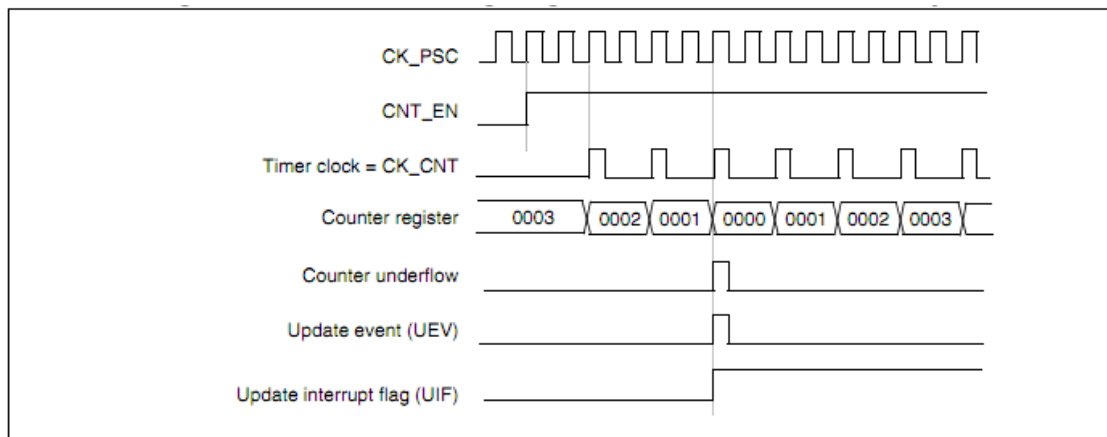 CK_PSC
CNT_EN
Timer clock = CK_CNT
Counter register
0003 0002 0001 0000 0001 0002 0003
Counter underflow
Update event (UEV)
Update interrupt flag (UIF)